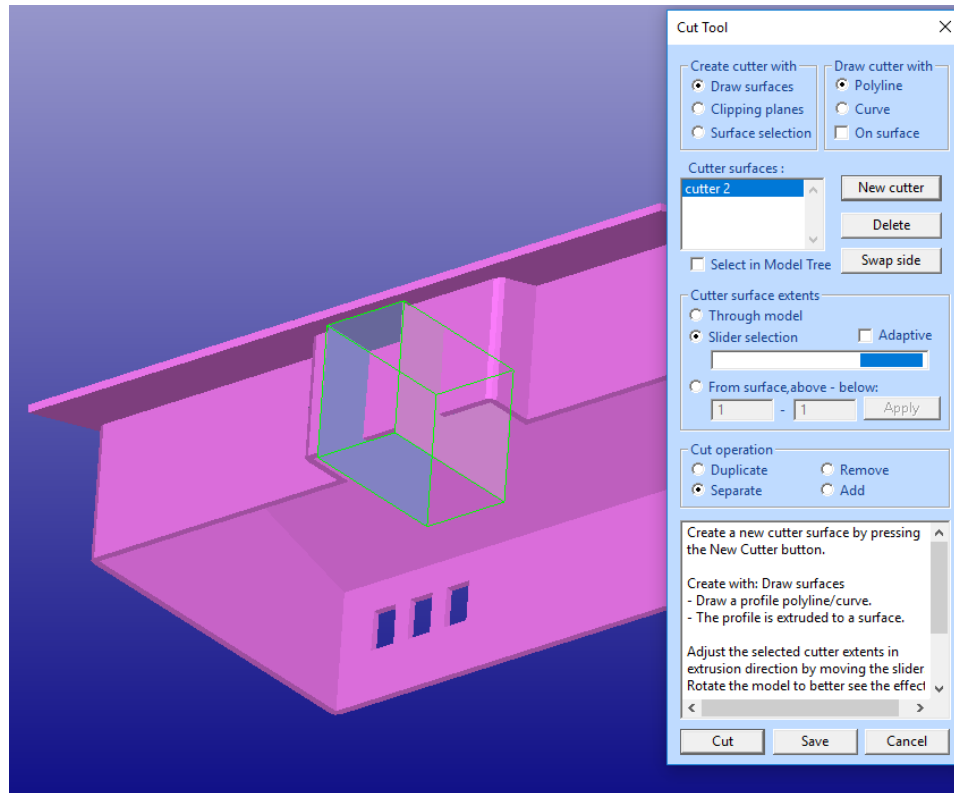 Cut Tool
Create cutter with
Draw surfaces
Clipping planes
Surface selection
Draw cutter with
Polyline
Curve
On surface
Cutter surfaces :
cutter 2
New cutter
Delete
Swap side
Select in Model Tree
Cutter surface extents
Through model
Slider selection
Adaptive
From surface,above - below:
1 - 1 Apply
Cut operation
Duplicate
Remove
Separate
Add
Create a new cutter surface by pressing
the New Cutter button.
Create with: Draw surfaces
- Draw a profile polyline/curve.
- The profile is extruded to a surface.
Adjust the selected cutter extents in
extrusion direction by moving the slider
Rotate the model to better see the effect
Cut
Save
Cancel